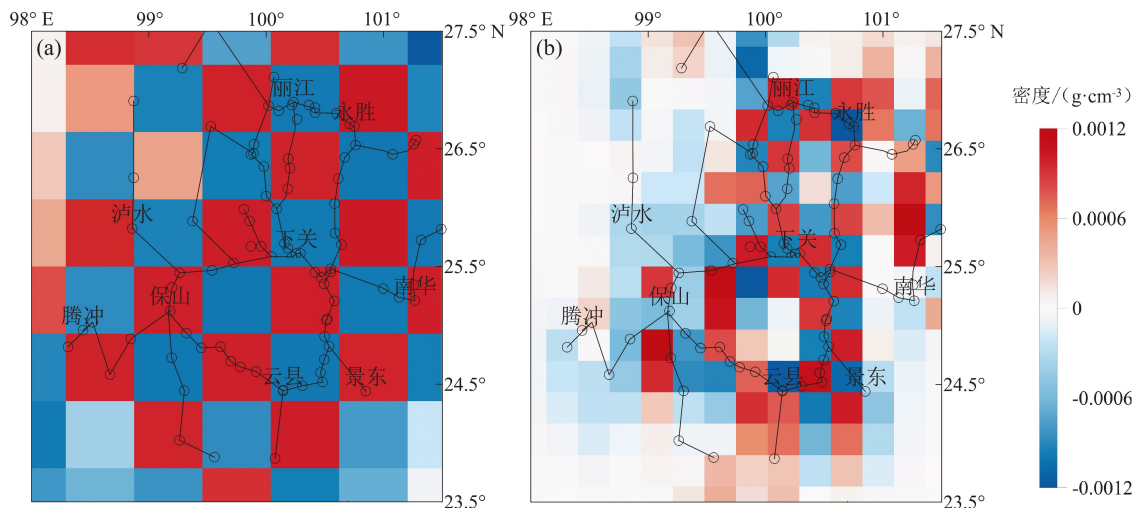 98° E 99° 100° 101° 27.5° N
98° E 99° 100° 101° 27.5° N
(a)
(b)
丽江
永胜
26.5°
泸水
下关
25.5°
南华
保山
腾冲
云县
景东
24.5°
23.5°
丽江
永胜
26.5°
泸水
下关
25.5°
南华
保山
腾冲
云县
景东
24.5°
23.5°
密度/(g·cm⁻³)
0.0012
0.0006
0
-0.0006
-0.0012